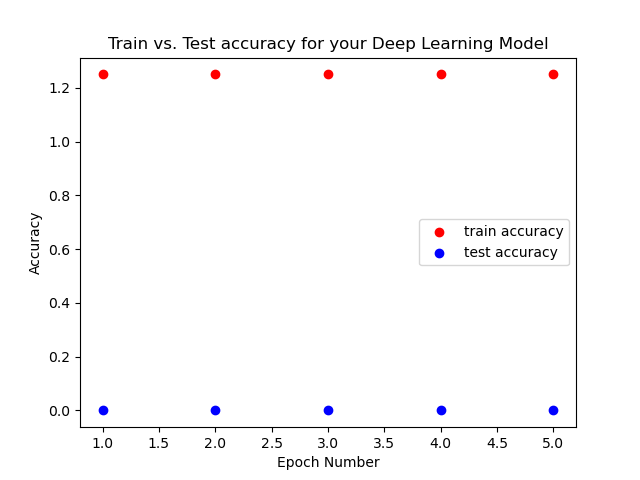 Train vs. Test accuracy for your Deep Learning Model
1.2
1.0
0.8
0.6
0.4
0.2
0.0
Accuracy
train accuracy
test accuracy
1.0 1.5 2.0 2.5 3.0 3.5 4.0 4.5 5.0
Epoch Number